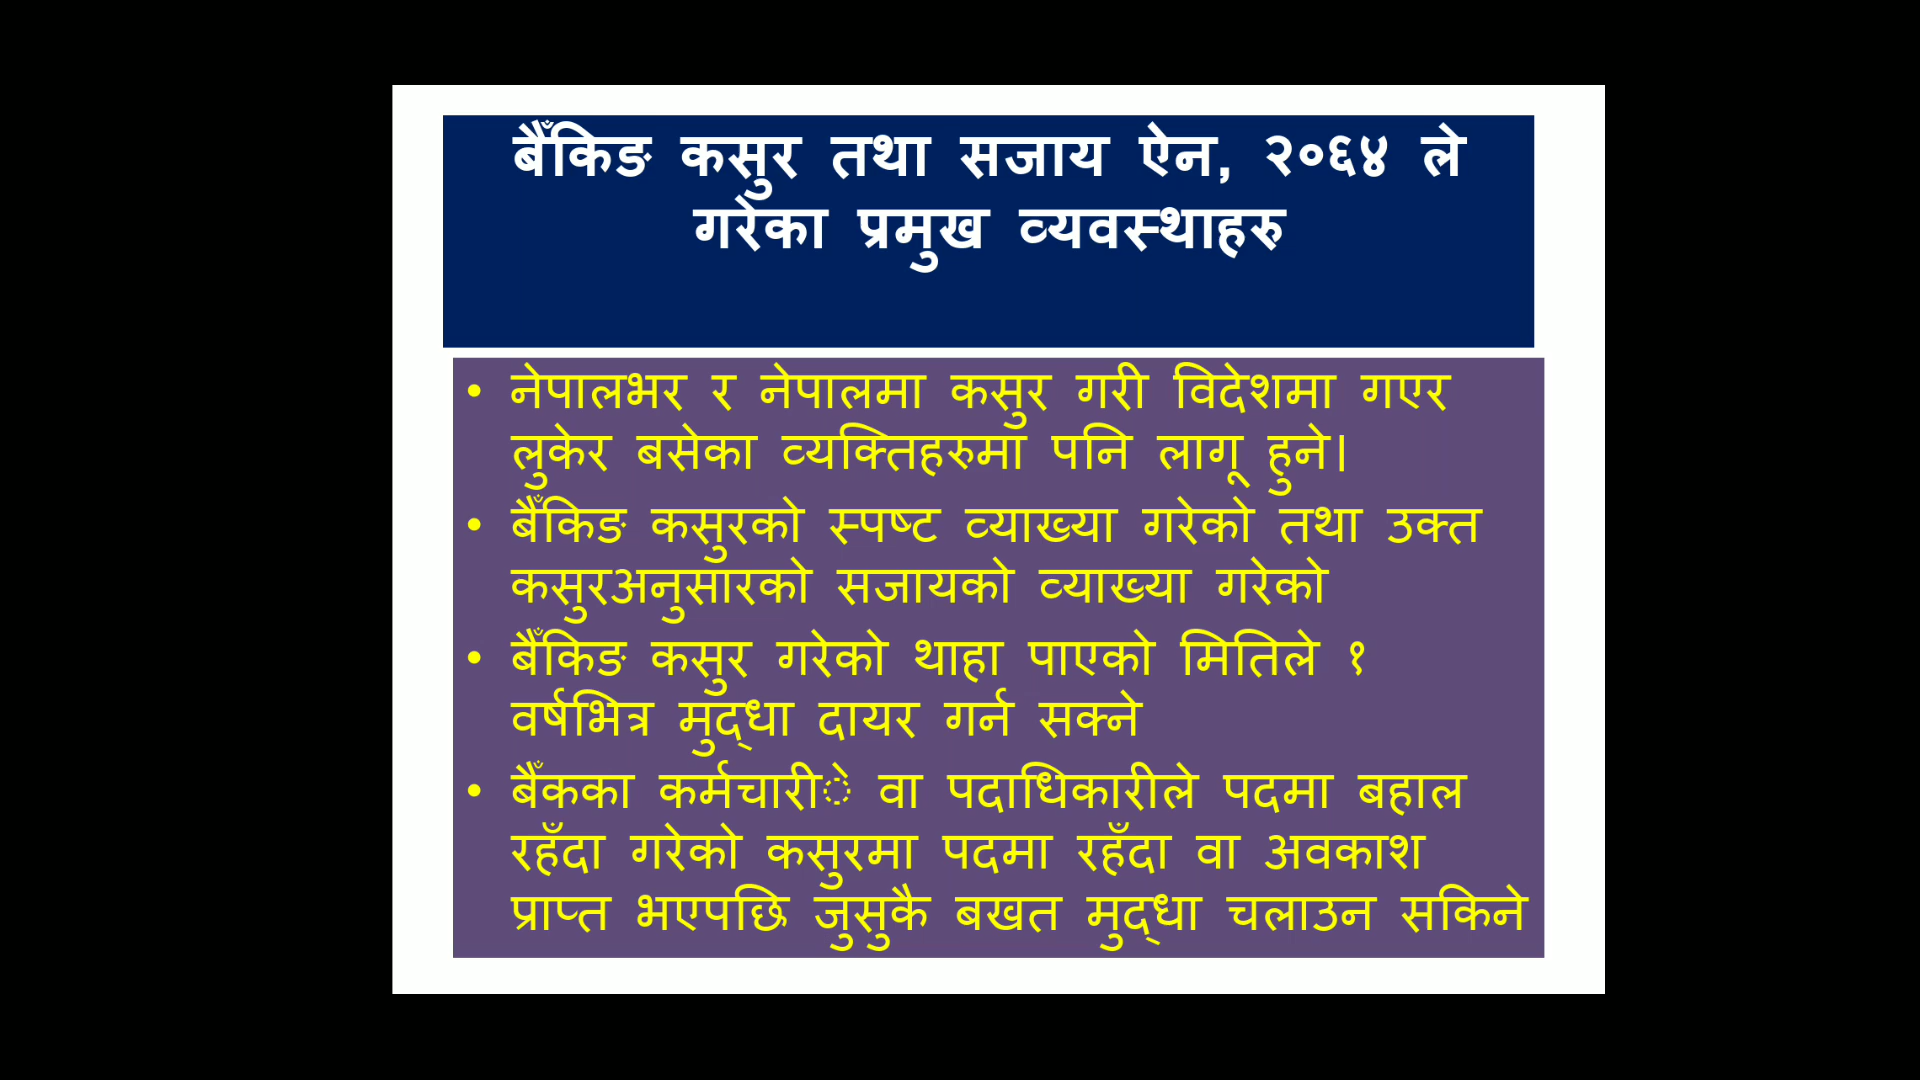 बैँकिङ कसुर तथा सजाय ऐन, २०६४ ले
गरेका प्रमुख व्यवस्थाहरु
• नेपालभर र नेपालमा कसुर गरी विदेशमा गएर
लुकेर बसेका व्यक्तिहरुमा पनि लागू हुने।
• बैँकिङ कसुरको स्पष्ट व्याख्या गरेको तथा उक्त
कसुरअनुसारको सजायको व्याख्या गरेको
• बैँकिङ कसुर गरेको थाहा पाएको मितिले १
वर्षभित्र मुद्धा दायर गर्न सक्ने
• बैँकका कर्मचारीे वा पदाधिकारीले पदमा बहाल
रहँदा गरेको कसुरमा पदमा रहँदा वा अवकाश
प्राप्त भएपछि जुसुकै बखत मुद्धा चलाउन सकिने